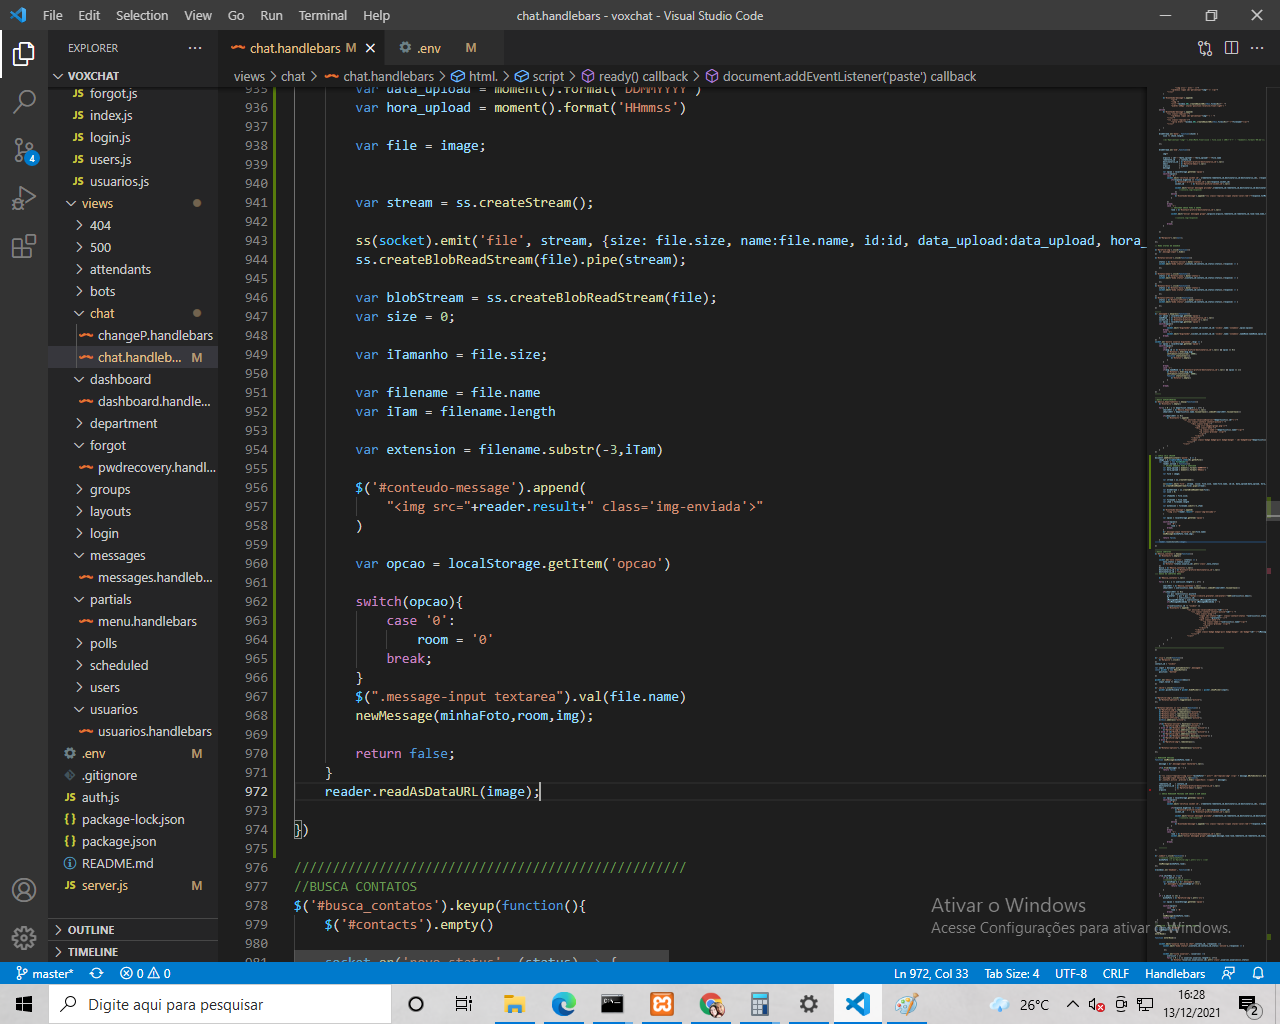 File Edit Selection View Go Run Terminal Help
chat.handlebars - voxchat - Visual Studio Code
EXPLORER
chat.handlebars M
.env M
VOXCHAT
views > chat > chat.handlebars > html. > script > ready() callback > document.addEventListener('paste') callback
forgot.js
index.js
login.js
users.js
usuarios.js
views
404
500
attendants
bots
chat
changeP.handlebars
chat.handleb... M
dashboard
dashboard.handle...
department
forgot
pwdrecovery.handl...
groups
layouts
login
messages
messages.handleb...
partials
menu.handlebars
polls
scheduled
users
usuarios
usuarios.handlebars
.env M
.gitignore
auth.js
package-lock.json
package.json
README.md
server.js M
OUTLINE
TIMELINE
935 var data_upload = moment().format('DDMMYYYY')
936 var hora_upload = moment().format('HHmmss')
937
938 var file = image;
939
940
941 var stream = ss.createStream();
942
943 ss(socket).emit('file', stream, {size: file.size, name:file.name, id:id, data_upload:data_upload, hora_
944 ss.createBlobReadStream(file).pipe(stream);
945
946 var blobStream = ss.createBlobReadStream(file);
947 var size = 0;
948
949 var iTamanho = file.size;
950
951 var filename = file.name
952 var iTam = filename.length
953
954 var extension = filename.substr(-3,iTam)
955
956 $('#conteudo-message').append(
957 "<img src="+reader.result+" class='img-enviada'>"
958 )
959
960 var opcao = localStorage.getItem('opcao')
961
962 switch(opcao){
963 case '0':
964 room = '0'
965 break;
966 }
967 $(".message-input textarea").val(file.name)
968 newMessage(minhaFoto,room,img);
969
970 return false;
971 }
972 reader.readAsDataURL(image);
973
974 })
975
976 ///////////////////////////////////////////////////
977 //BUSCA CONTATOS
978 $('#busca_contatos').keyup(function(){
979 $('#contacts').empty()
980
981 socket.on('novo_status', (status) => {
Ativar o Windows
Acesse Configurações para ativar o Windows.
master* 0 0
Ln 972, Col 33 Tab Size: 4 UTF-8 CRLF Handlebars
Digite aqui para pesquisar
26°C
16:28
13/12/2021
2
4